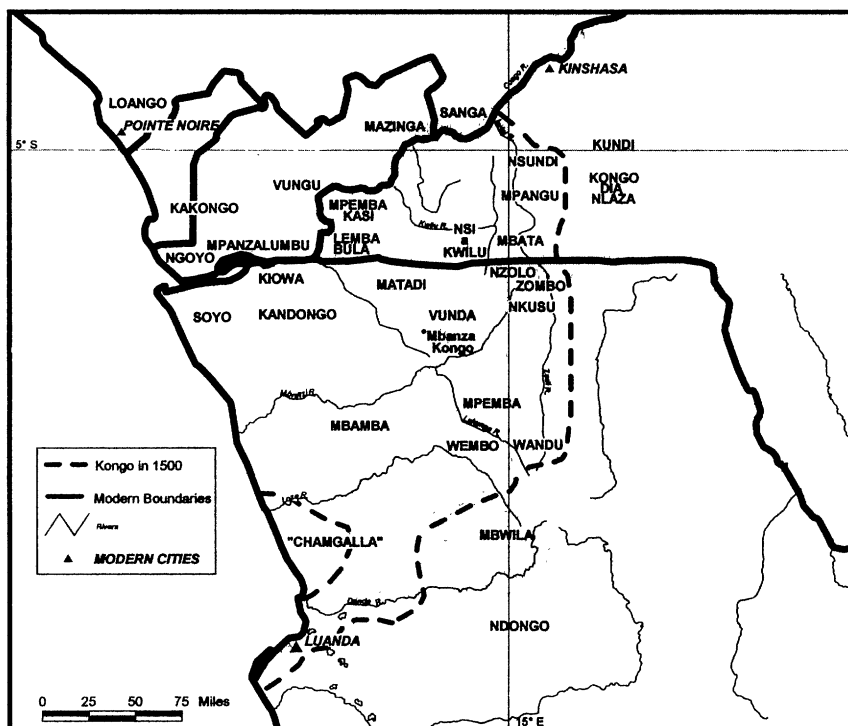 KINSHASA
Congo R.
LOANGO
SANGA
POINTE NOIRE
MAZINGA
5° S
KUNDI
NSUNDI
VUNGU
KONGO
DIA
NLAZA
MPEMBA
KASI
MPANGU
KAKONGO
Kwilu R.
NSI
KWILU
LEMBA
BULA
MBATA
MPANZALUMBU
NGOYO
NZOLO
KIOWA
MATADI
ZOMBO
NKUSU
SOYO
KANDONGO
VUNDA
Mbanza
Kongo
MPEMBA
MBAMBA
WEMBO
WANDU
Kongo in 1500
Modern Boundaries
Rivers
MODERN CITIES
"CHAMGALLA"
MBWILA
NDONGO
LUANDA
0 25 50 75 Miles
15° E